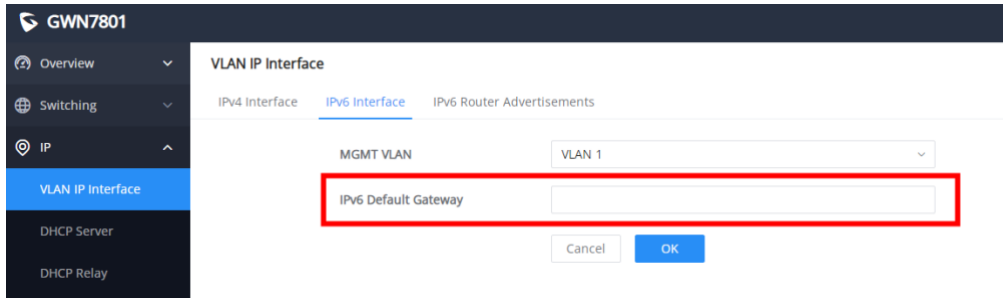 GWN7801
Overview
Switching
IP
VLAN IP Interface
DHCP Server
DHCP Relay
VLAN IP Interface
IPv4 Interface IPv6 Interface IPv6 Router Advertisements
MGMT VLAN VLAN 1
IPv6 Default Gateway
Cancel OK